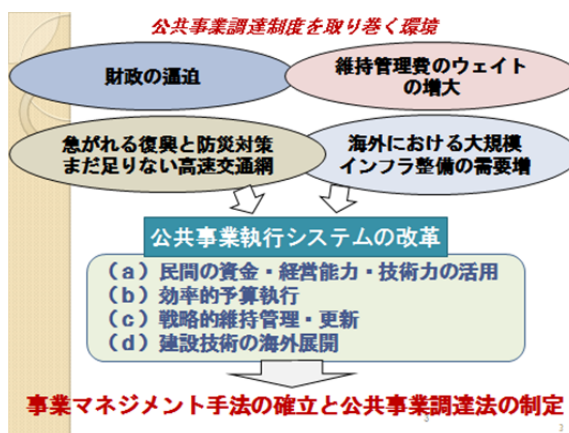 公共事業調達制度を取り巻く環境
財政の逼迫
維持管理費のウェイト
の増大
急がれる復興と防災対策
まだ足りない高速交通網
海外における大規模
インフラ整備の需要増
公共事業執行システムの改革
(a)民間の資金・経営能力・技術力の活用
(b)効率的予算執行
(c)戦略的維持管理・更新
(d)建設技術の海外展開
事業マネジメント手法の確立と公共事業調達法の制定
3
2